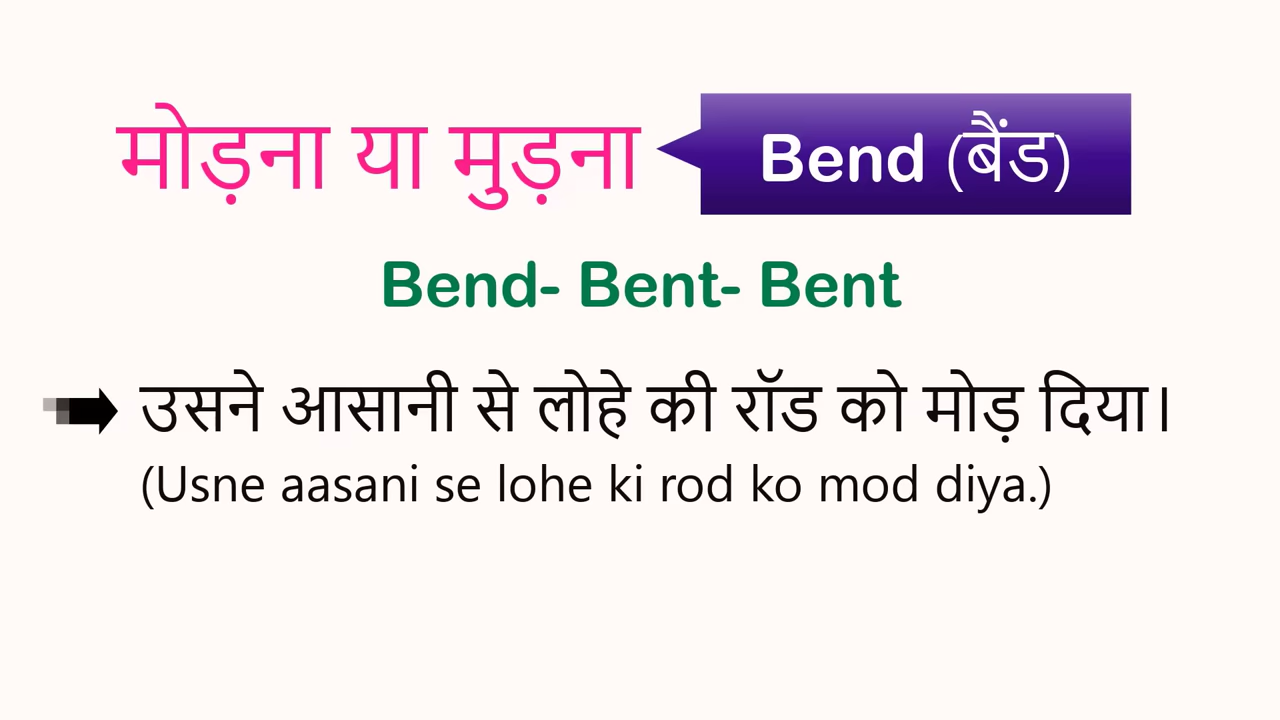 मोड़ना या मुड़ना Bend (बैंड)
Bend- Bent- Bent
उसने आसानी से लोहे की रॉड को मोड़ दिया।
(Usne aasani se lohe ki rod ko mod diya.)